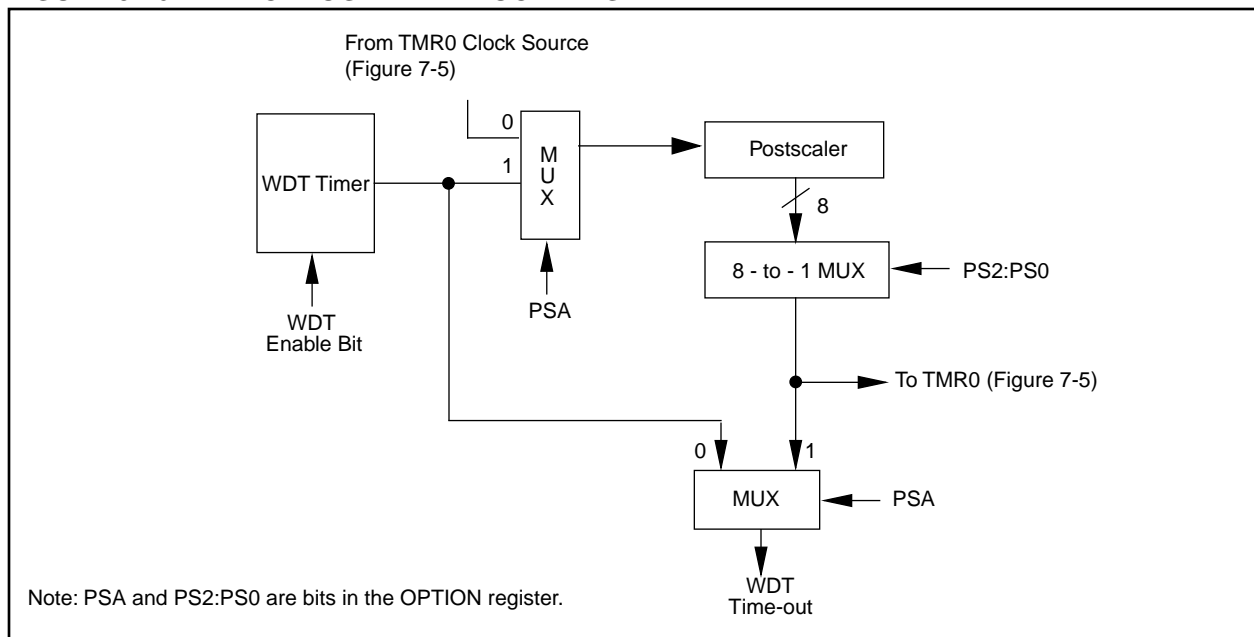 From TMR0 Clock Source
(Figure 7-5)
0
1
M
U
X
WDT Timer
Postscaler
8
8 - to - 1 MUX
PS2:PS0
PSA
WDT
Enable Bit
To TMR0 (Figure 7-5)
0
1
MUX
PSA
WDT
Time-out
Note: PSA and PS2:PS0 are bits in the OPTION register.